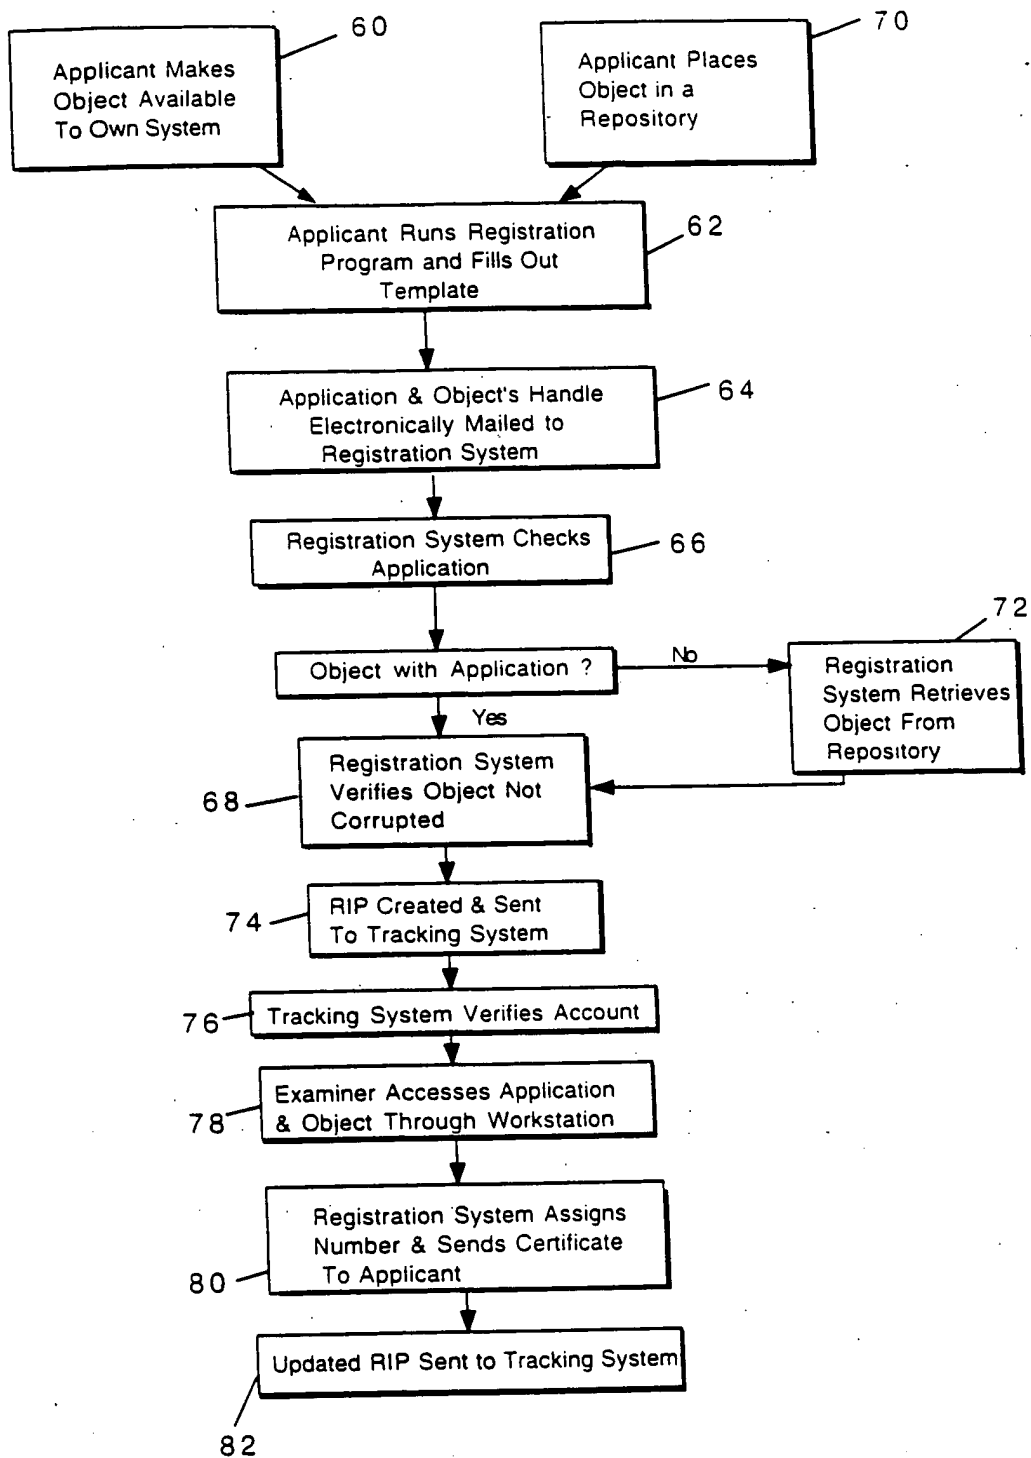 60
Applicant Makes
Object Available
To Own System
70
Applicant Places
Object in a
Repository
62
Applicant Runs Registration
Program and Fills Out
Template
64
Application & Object's Handle
Electronically Mailed to
Registration System
66
Registration System Checks
Application
Object with Application ?
No
72
Registration
System Retrieves
Object From
Repository
Yes
68
Registration System
Verifies Object Not
Corrupted
74
RIP Created & Sent
To Tracking System
76
Tracking System Verifies Account
78
Examiner Accesses Application
& Object Through Workstation
80
Registration System Assigns
Number & Sends Certificate
To Applicant
Updated RIP Sent to Tracking System
82